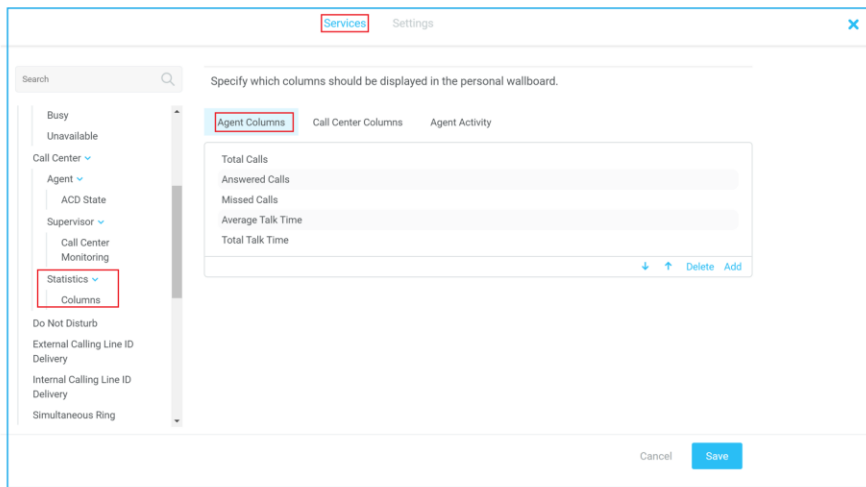 Services Settings
Search
Specify which columns should be displayed in the personal wallboard.
Busy
Unavailable
Call Center
Agent
ACD State
Supervisor
Call Center
Monitoring
Statistics
Columns
Do Not Disturb
External Calling Line ID
Delivery
Internal Calling Line ID
Delivery
Simultaneous Ring
Agent Columns Call Center Columns Agent Activity
Total Calls
Answered Calls
Missed Calls
Average Talk Time
Total Talk Time
Delete Add
Cancel Save